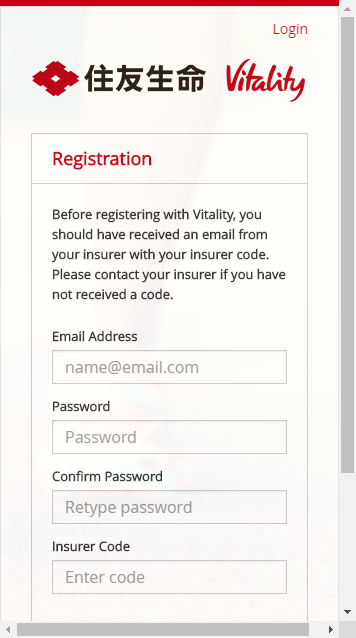 Login
住友生命 Vitality
Registration
Before registering with Vitality, you
should have received an email from
your insurer with your insurer code.
Please contact your insurer if you have
not received a code.
Email Address
name@email.com
Password
Password
Confirm Password
Retype password
Insurer Code
Enter code